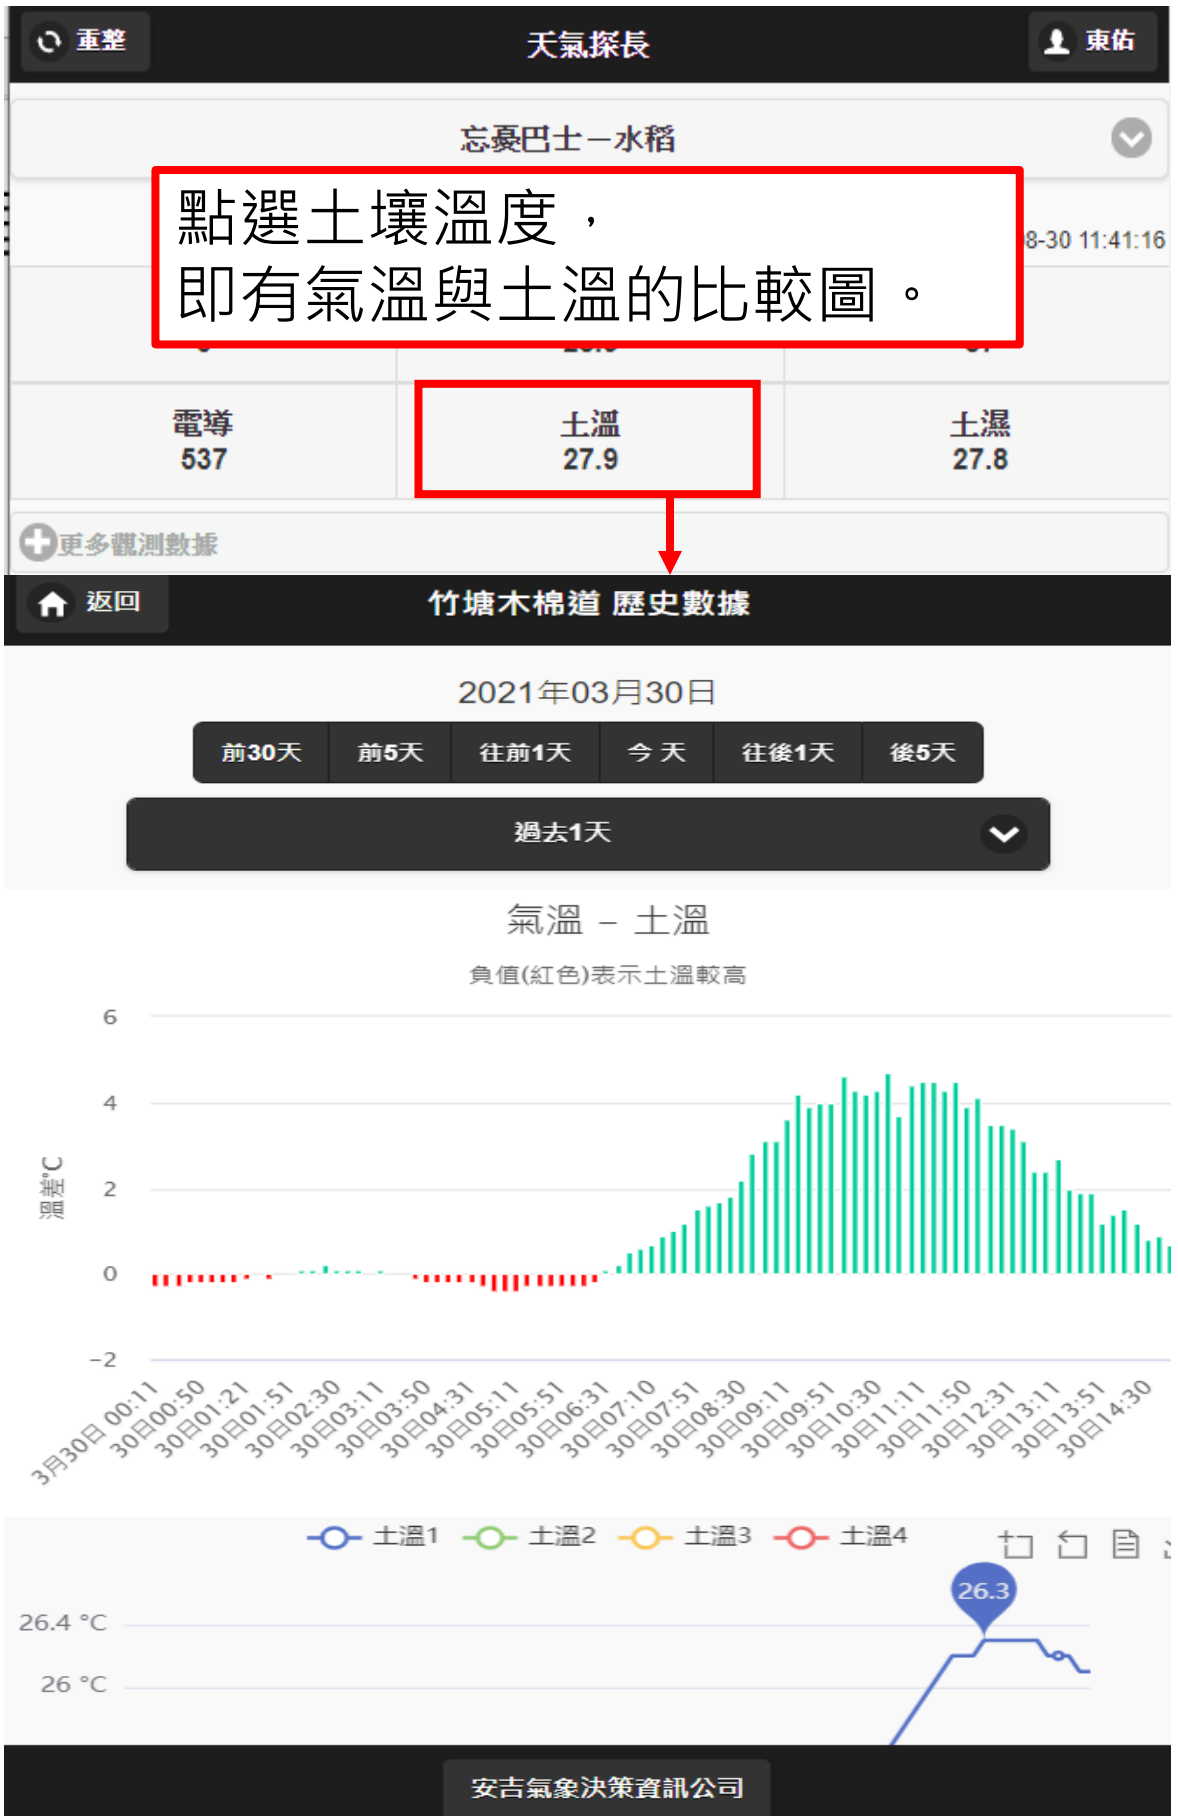 重整
天氣探長
東佑
忘憂巴士－水稻
點選土壤溫度，
即有氣溫與土溫的比較圖。
8-30 11:41:16
電導
537
土溫
27.9
土濕
27.8
更多觀測數據
返回
竹塘木棉道 歷史數據
2021年03月30日
前30天
前5天
往前1天
今 天
往後1天
後5天
過去1天
氣溫 – 土溫
負值(紅色)表示土溫較高
溫差℃
6
4
2
0
-2
3月30日 00:11
30日00:50
30日01:21
30日01:51
30日02:30
30日03:11
30日03:50
30日04:31
30日05:11
30日05:51
30日06:31
30日07:10
30日07:51
30日08:30
30日09:11
30日09:51
30日10:30
30日11:11
30日11:50
30日12:31
30日13:11
30日13:51
30日14:30
土溫1
土溫2
土溫3
土溫4
26.3
26.4 °C
26 °C
安吉氣象決策資訊公司